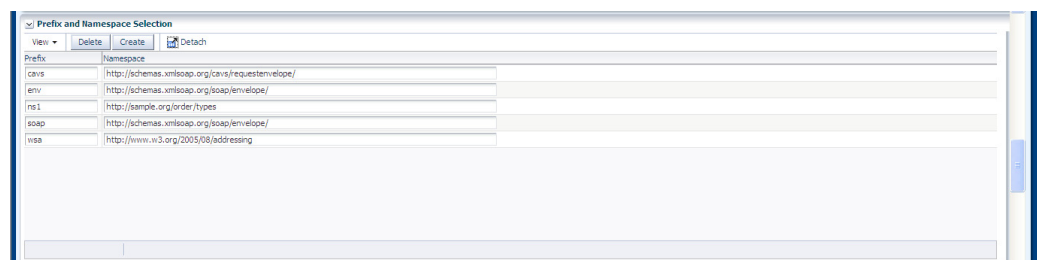 Prefix and Namespace Selection
View Delete Create Detach
Prefix Namespace
cavs http://schemas.xmlsoap.org/cavs/requestenvelope/
env http://schemas.xmlsoap.org/soap/envelope/
ns1 http://sample.org/order/types
soap http://schemas.xmlsoap.org/soap/envelope/
wsa http://www.w3.org/2005/08/addressing